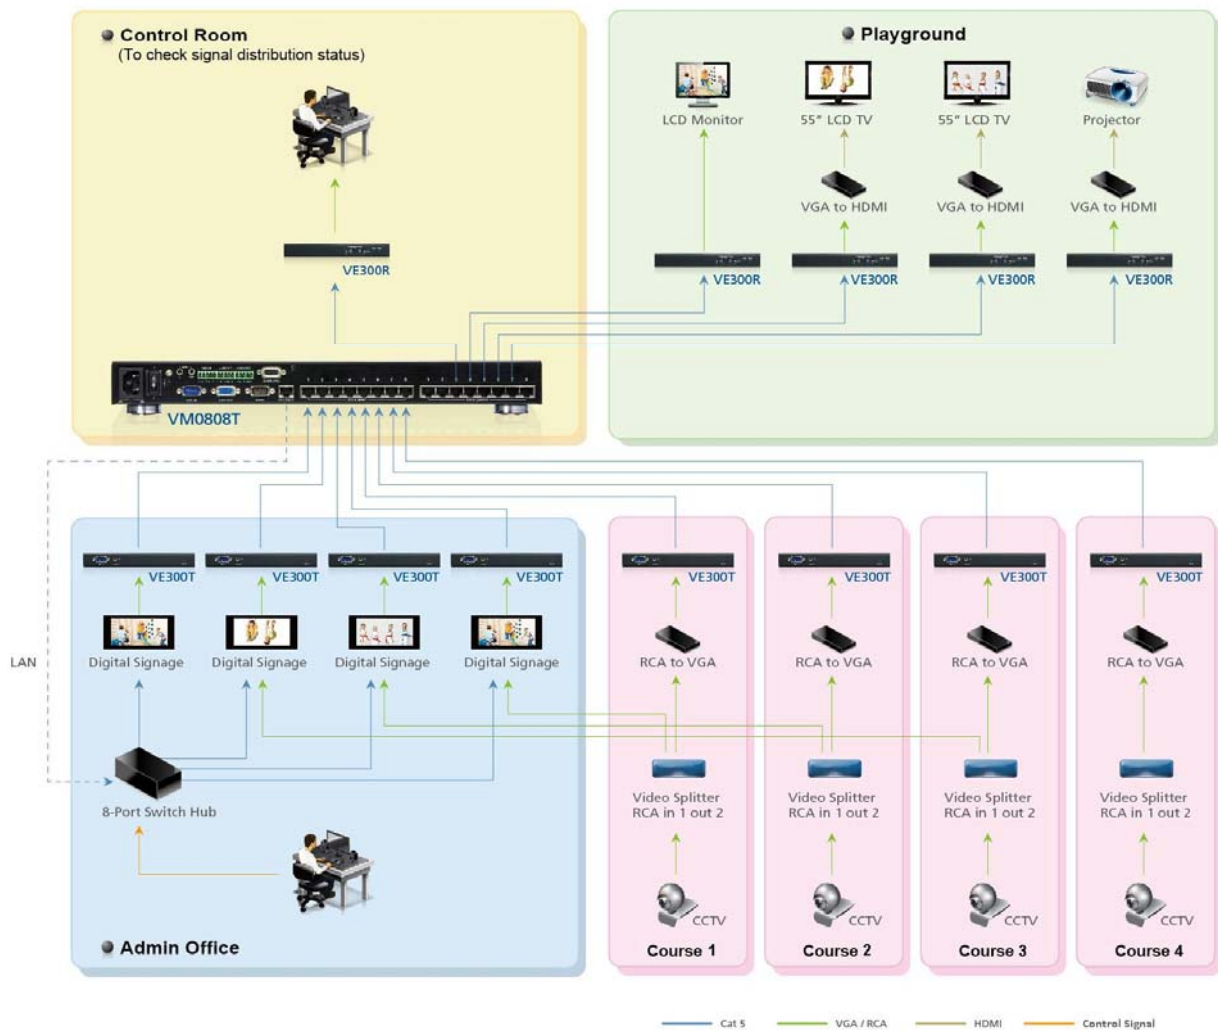 Control Room
(To check signal distribution status)
VE300R
VM0808T
Playground
LCD Monitor
55" LCD TV
55" LCD TV
Projector
VGA to HDMI
VGA to HDMI
VGA to HDMI
VE300R
VE300R
VE300R
VE300R
LAN
VE300T
VE300T
VE300T
VE300T
Digital Signage
Digital Signage
Digital Signage
Digital Signage
8-Port Switch Hub
Admin Office
VE300T
RCA to VGA
Video Splitter
RCA in 1 out 2
CCTV
Course 1
VE300T
RCA to VGA
Video Splitter
RCA in 1 out 2
CCTV
Course 2
VE300T
RCA to VGA
Video Splitter
RCA in 1 out 2
CCTV
Course 3
VE300T
RCA to VGA
Video Splitter
RCA in 1 out 2
CCTV
Course 4
Cat 5
VGA / RCA
HDMI
Control Signal